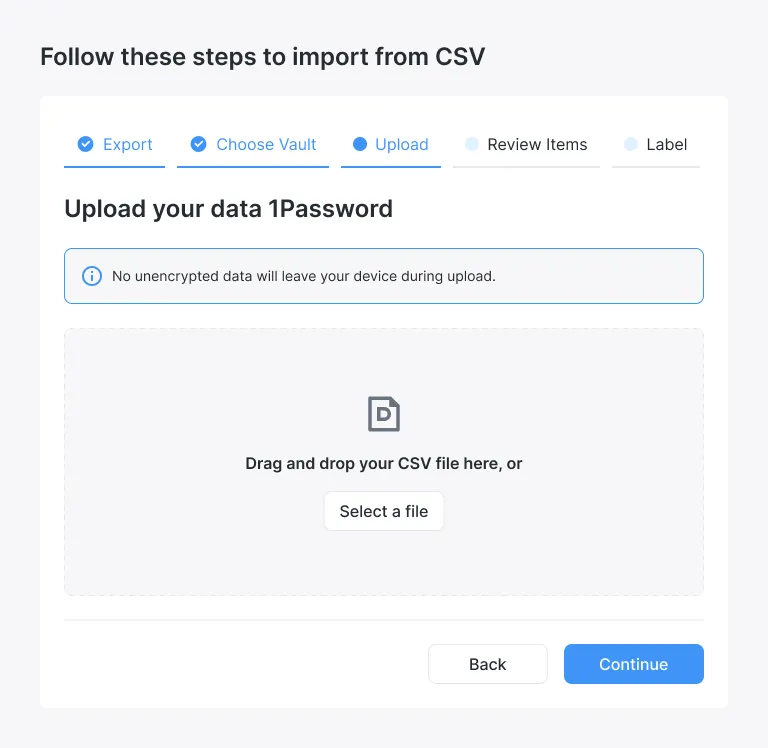 Follow these steps to import from CSV
Export Choose Vault Upload Review Items Label
Upload your data 1Password
No unencrypted data will leave your device during upload.
D
Drag and drop your CSV file here, or
Select a file
Back Continue